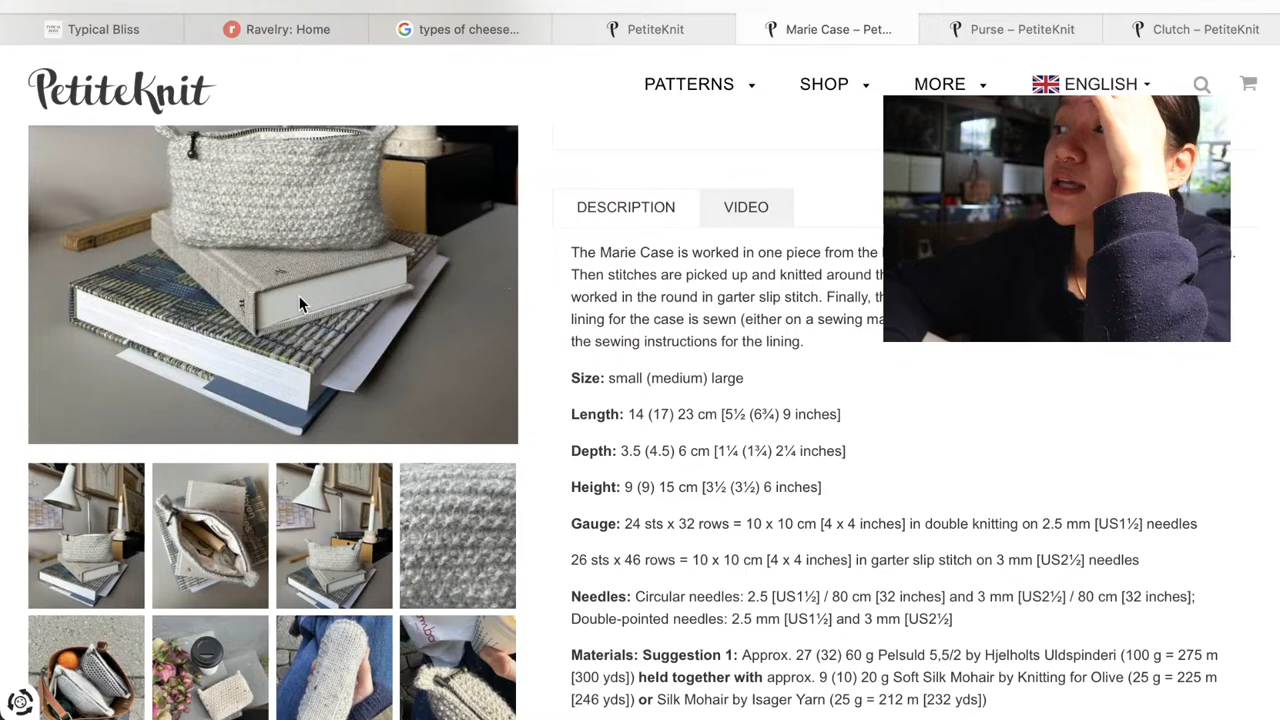 Typical Bliss
Ravelry: Home
types of cheese...
PetiteKnit
Marie Case – Pet...
Purse – PetiteKnit
Clutch – PetiteKnit
PetiteKnit
PATTERNS
SHOP
MORE
ENGLISH
DESCRIPTION
VIDEO
The Marie Case is worked in one piece from the
Then stitches are picked up and knitted around
worked in the round in garter slip stitch. Finally,
lining for the case is sewn (either on a sewing
the sewing instructions for the lining.
Size: small (medium) large
Length: 14 (17) 23 cm [5½ (6¾) 9 inches]
Depth: 3.5 (4.5) 6 cm [1¼ (1¾) 2¼ inches]
Height: 9 (9) 15 cm [3½ (3½) 6 inches]
Gauge: 24 sts x 32 rows = 10 x 10 cm [4 x 4 inches] in double knitting on 2.5 mm [US1½] needles
26 sts x 46 rows = 10 x 10 cm [4 x 4 inches] in garter slip stitch on 3 mm [US2½] needles
Needles: Circular needles: 2.5 [US1½] / 80 cm [32 inches] and 3 mm [US2½] / 80 cm [32 inches];
Double-pointed needles: 2.5 mm [US1½] and 3 mm [US2½]
Materials: Suggestion 1: Approx. 27 (32) 60 g Pelsuld 5,5/2 by Hjelholts Uldspinderi (100 g = 275 m
[300 yds]) held together with approx. 9 (10) 20 g Soft Silk Mohair by Knitting for Olive (25 g = 225 m
[246 yds]) or Silk Mohair by Isager Yarn (25 g = 212 m [232 yds])